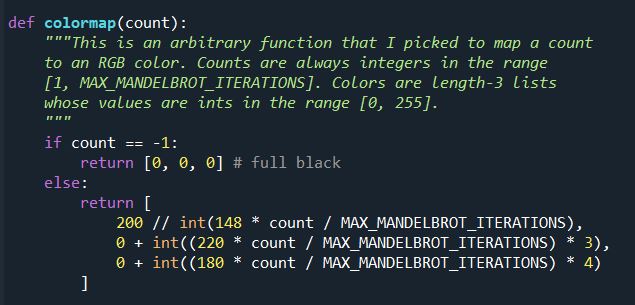 def colormap(count):
    """This is an arbitrary function that I picked to map a count
    to an RGB color. Counts are always integers in the range
    [1, MAX_MANDELBROT_ITERATIONS]. Colors are length-3 lists
    whose values are ints in the range [0, 255].
    """
    if count == -1:
        return [0, 0, 0] # full black
    else:
        return [
            200 // int(148 * count / MAX_MANDELBROT_ITERATIONS),
            0 + int((220 * count / MAX_MANDELBROT_ITERATIONS) * 3),
            0 + int((180 * count / MAX_MANDELBROT_ITERATIONS) * 4)
        ]